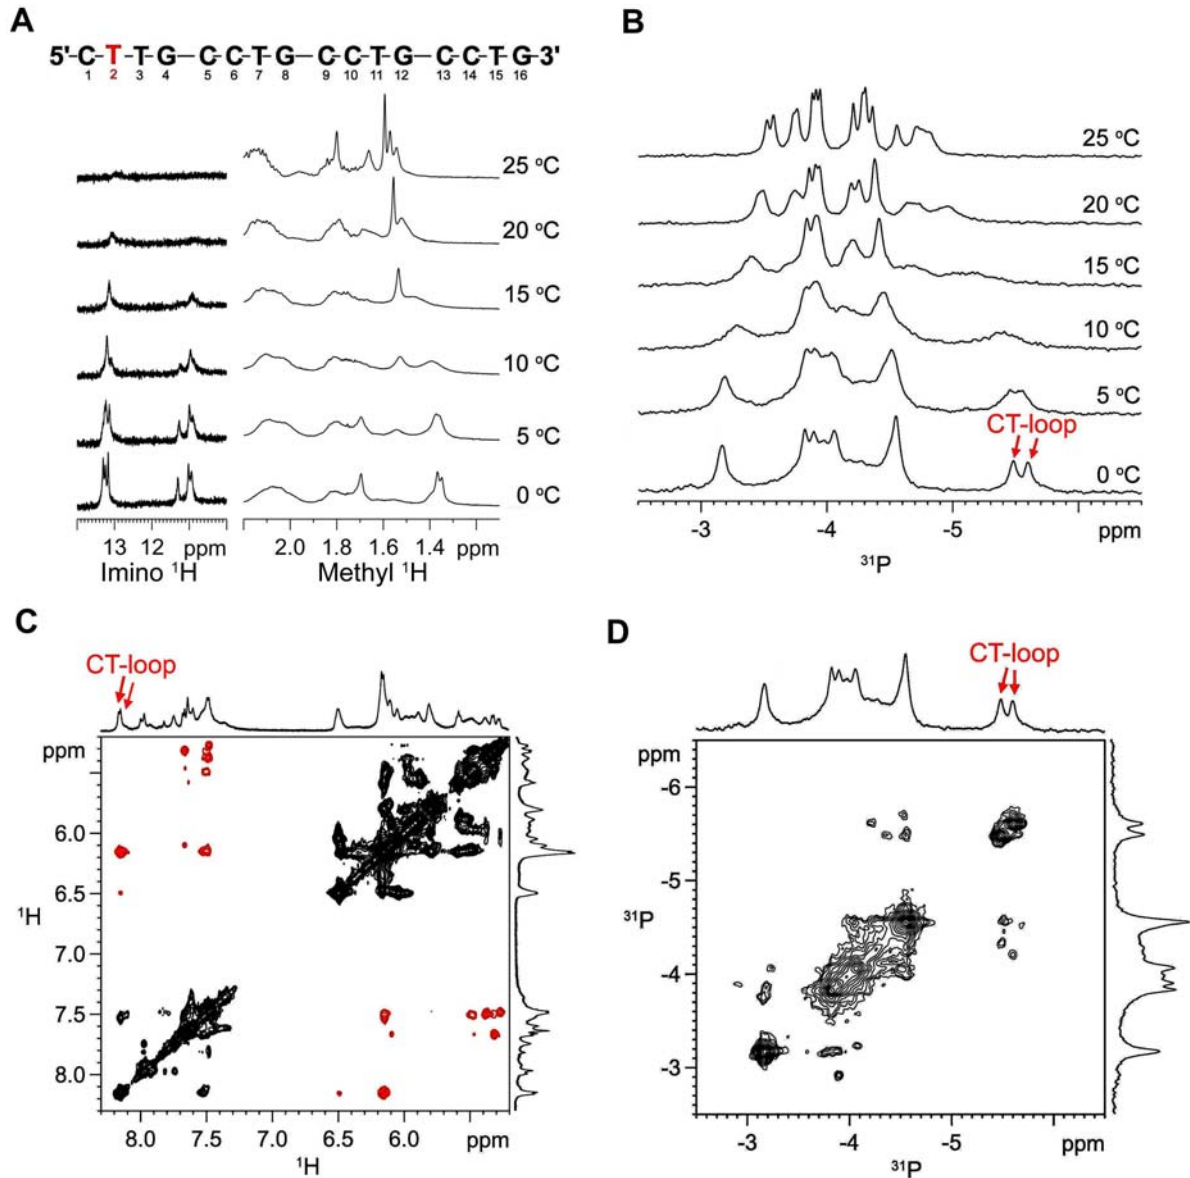 A
5'-C-T-T-G-C-C-T-G-C-C-T-G-C-C-T-G-3'
1 2 3 4 5 6 7 8 9 10 11 12 13 14 15 16
25 °C
20 °C
15 °C
10 °C
5 °C
0 °C
13 12 ppm
2.0 1.8 1.6 1.4 ppm
Imino ¹H
Methyl ¹H
B
25 °C
20 °C
15 °C
10 °C
5 °C
CT-loop
0 °C
-3 -4 -5 ppm
³¹P
C
CT-loop
ppm
6.0
6.5
¹H
7.0
7.5
8.0
8.0 7.5 7.0 6.5 6.0 ppm
¹H
D
CT-loop
ppm
-6
-5
³¹P
-4
-3
-3 -4 -5 ppm
³¹P